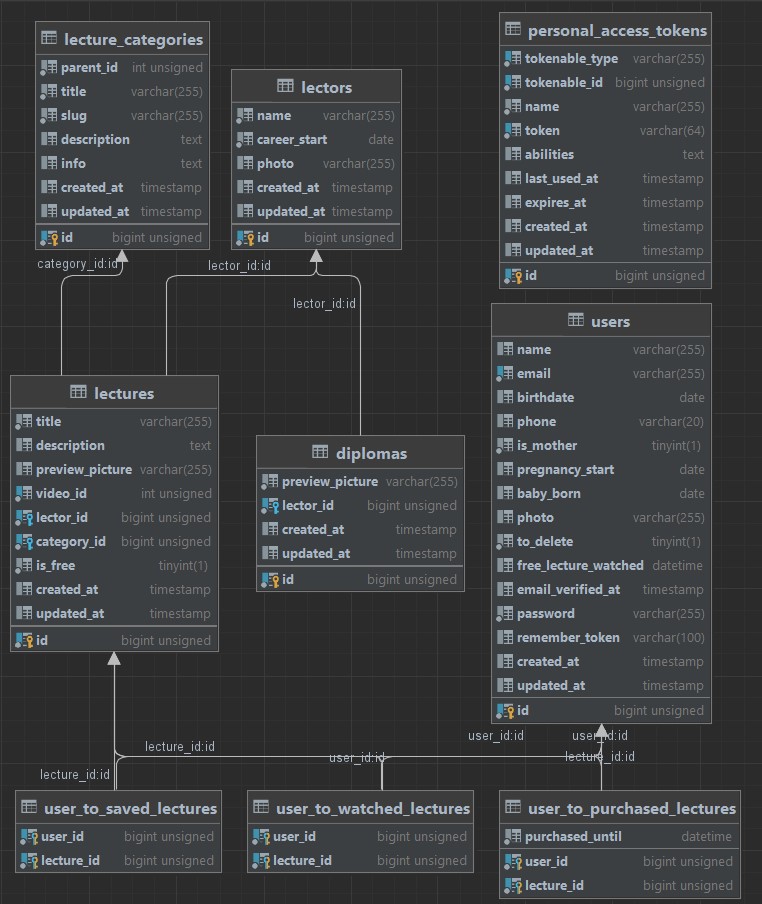 lecture_categories
parent_id int unsigned
title varchar(255)
slug varchar(255)
description text
info text
created_at timestamp
updated_at timestamp
id bigint unsigned
lectors
name varchar(255)
career_start date
photo varchar(255)
created_at timestamp
updated_at timestamp
id bigint unsigned
personal_access_tokens
tokenable_type varchar(255)
tokenable_id bigint unsigned
name varchar(255)
token varchar(64)
abilities text
last_used_at timestamp
expires_at timestamp
created_at timestamp
updated_at timestamp
id bigint unsigned
category_id:id
lector_id:id
lector_id:id
lectures
title varchar(255)
description text
preview_picture varchar(255)
video_id int unsigned
lector_id bigint unsigned
category_id bigint unsigned
is_free tinyint(1)
created_at timestamp
updated_at timestamp
id bigint unsigned
diplomas
preview_picture varchar(255)
lector_id bigint unsigned
created_at timestamp
updated_at timestamp
id bigint unsigned
users
name varchar(255)
email varchar(255)
birthdate date
phone varchar(20)
is_mother tinyint(1)
pregnancy_start date
baby_born date
photo varchar(255)
to_delete tinyint(1)
free_lecture_watched datetime
email_verified_at timestamp
password varchar(255)
remember_token varchar(100)
created_at timestamp
updated_at timestamp
id bigint unsigned
user_id:id
user_id:id
lecture_id:id
user_id:id
lecture_id:id
lecture_id:id
user_to_saved_lectures
user_id bigint unsigned
lecture_id bigint unsigned
user_to_watched_lectures
user_id bigint unsigned
lecture_id bigint unsigned
user_to_purchased_lectures
purchased_until datetime
user_id bigint unsigned
lecture_id bigint unsigned